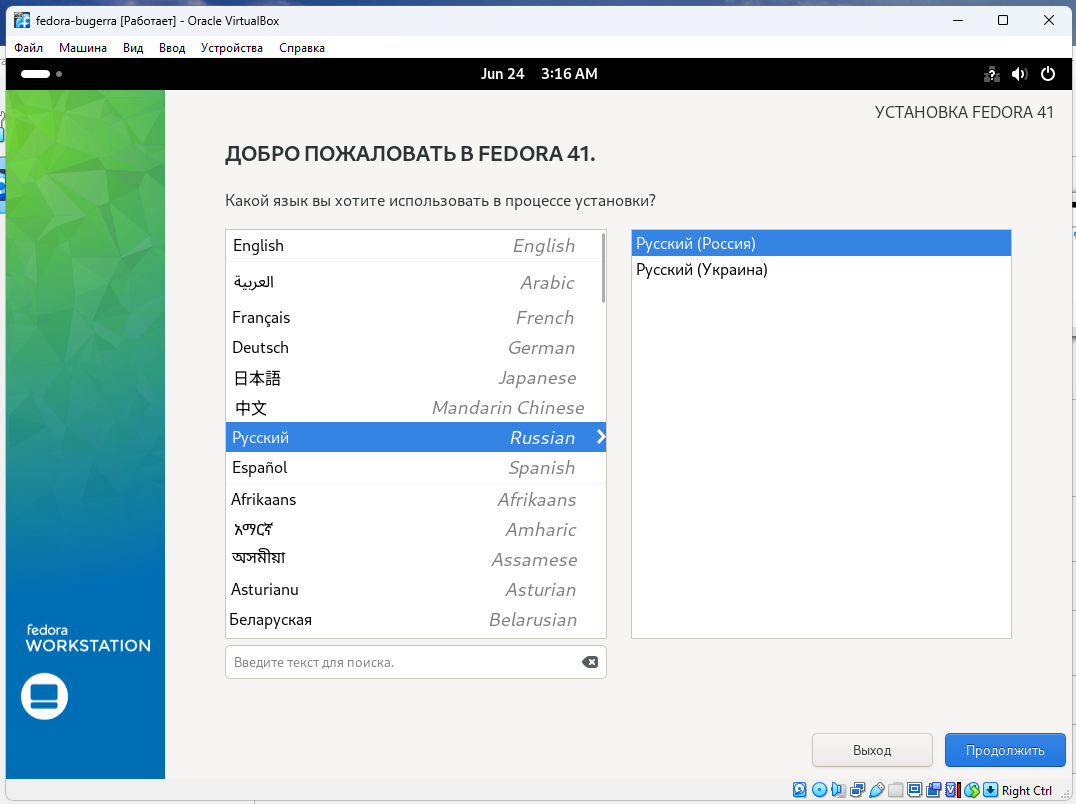 fedora-bugerra [Работает] - Oracle VirtualBox
Файл Машина Вид Ввод Устройства Справка
Jun 24 3:16 AM
УСТАНОВКА FEDORA 41
ДОБРО ПОЖАЛОВАТЬ В FEDORA 41.
Какой язык вы хотите использовать в процессе установки?
English English
العربية Arabic
Français French
Deutsch German
日本語 Japanese
中文 Mandarin Chinese
Русский Russian
Español Spanish
Afrikaans Afrikaans
አማርኛ Amharic
অসমীয়া Assamese
Asturianu Asturian
Беларуская Belarusian
Введите текст для поиска.
Русский (Россия)
Русский (Украина)
fedora
WORKSTATION
Выход Продолжить
Right Ctrl